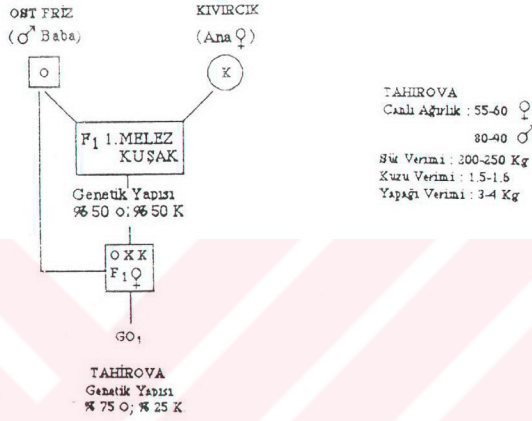 OST FRİZ
(♂ Baba)
O
KIVIRCIK
(Ana ♀)
K
F1 1.MELEZ
KUŞAK
Genetik Yapısı
% 50 O; % 50 K
O X K
F1 ♀
GO1
TAHİROVA
Genetik Yapısı
% 75 O; % 25 K
TAHIROVA
Canlı Ağırlık : 55-60 ♀
80-90 ♂
Süt Verimi : 200-250 Kg
Kuzu Verimi : 1.5-1.6
Yapağı Verimi : 3-4 Kg